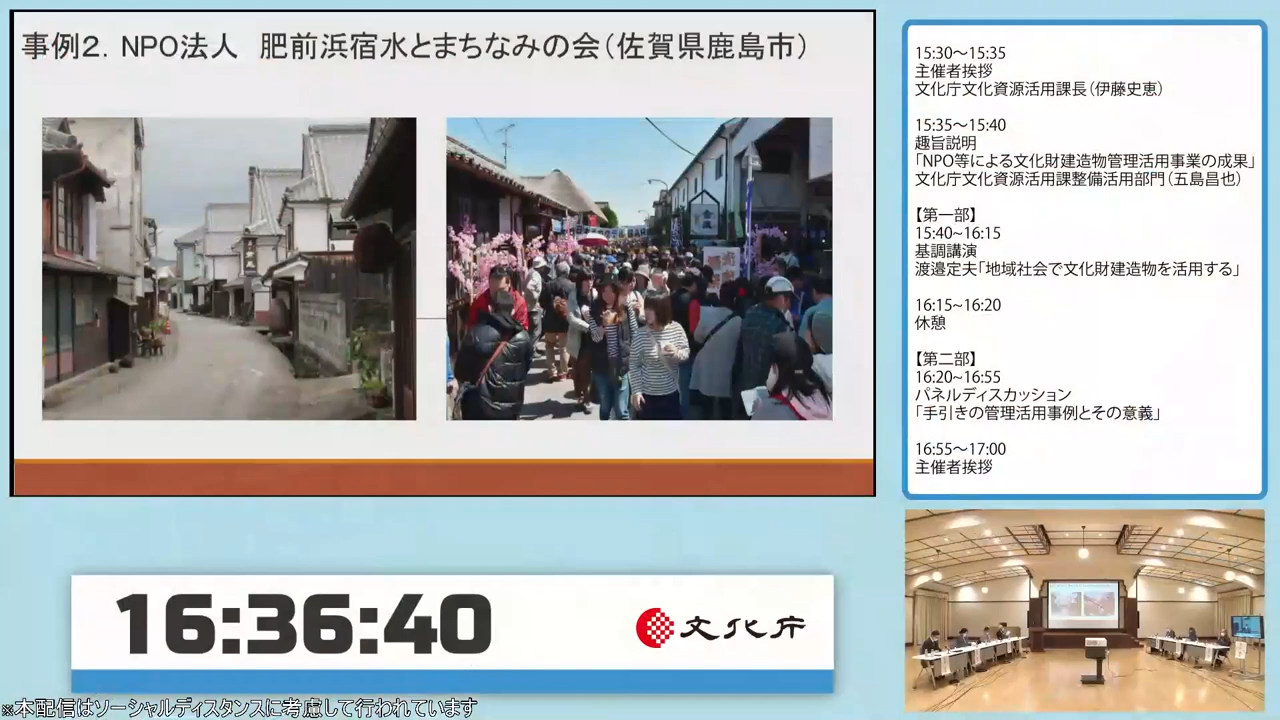 事例２．NPO法人　肥前浜宿水とまちなみの会（佐賀県鹿島市）
15:30～15:35
主催者挨拶
文化庁文化資源活用課長（伊藤史恵）
15:35～15:40
趣旨説明
「NPO等による文化財建造物管理活用事業の成果」
文化庁文化資源活用課整備活用部門（五島昌也）
【第一部】
15:40～16:15
基調講演
渡邉定夫「地域社会で文化財建造物を活用する」
16:15～16:20
休憩
【第二部】
16:20~16:55
パネルディスカッション
「手引きの管理活用事例とその意義」
16:55～17:00
主催者挨拶
16:36:40
文化庁
※本配信はソーシャルディスタンスに考慮して行われています